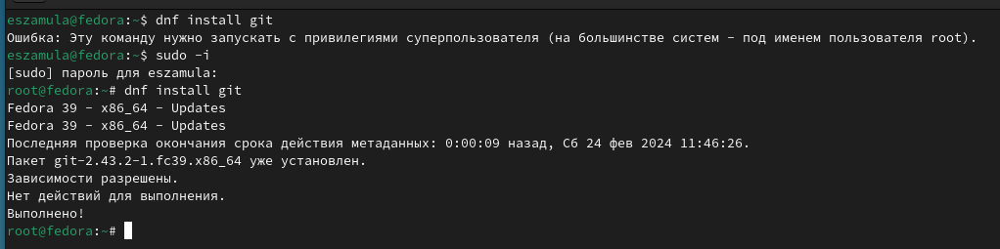 eszamula@fedora:~$ dnf install git
Ошибка: Эту команду нужно запускать с привилегиями суперпользователя (на большинстве систем - под именем пользователя root).
eszamula@fedora:~$ sudo -i
[sudo] пароль для eszamula:
root@fedora:~# dnf install git
Fedora 39 - x86_64 - Updates
Fedora 39 - x86_64 - Updates
Последняя проверка окончания срока действия метаданных: 0:00:09 назад, Сб 24 фев 2024 11:46:26.
Пакет git-2.43.2-1.fc39.x86_64 уже установлен.
Зависимости разрешены.
Нет действий для выполнения.
Выполнено!
root@fedora:~#